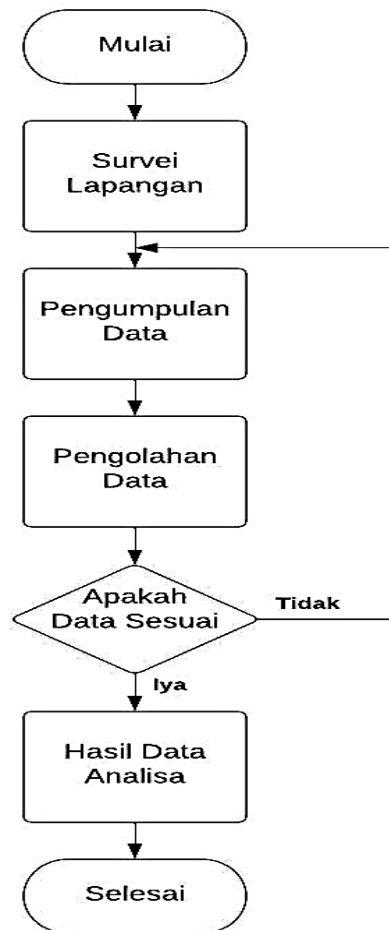 Mulai
Survei
Lapangan
Pengumpulan
Data
Pengolahan
Data
Apakah
Data Sesuai
Tidak
Iya
Hasil Data
Analisa
Selesai